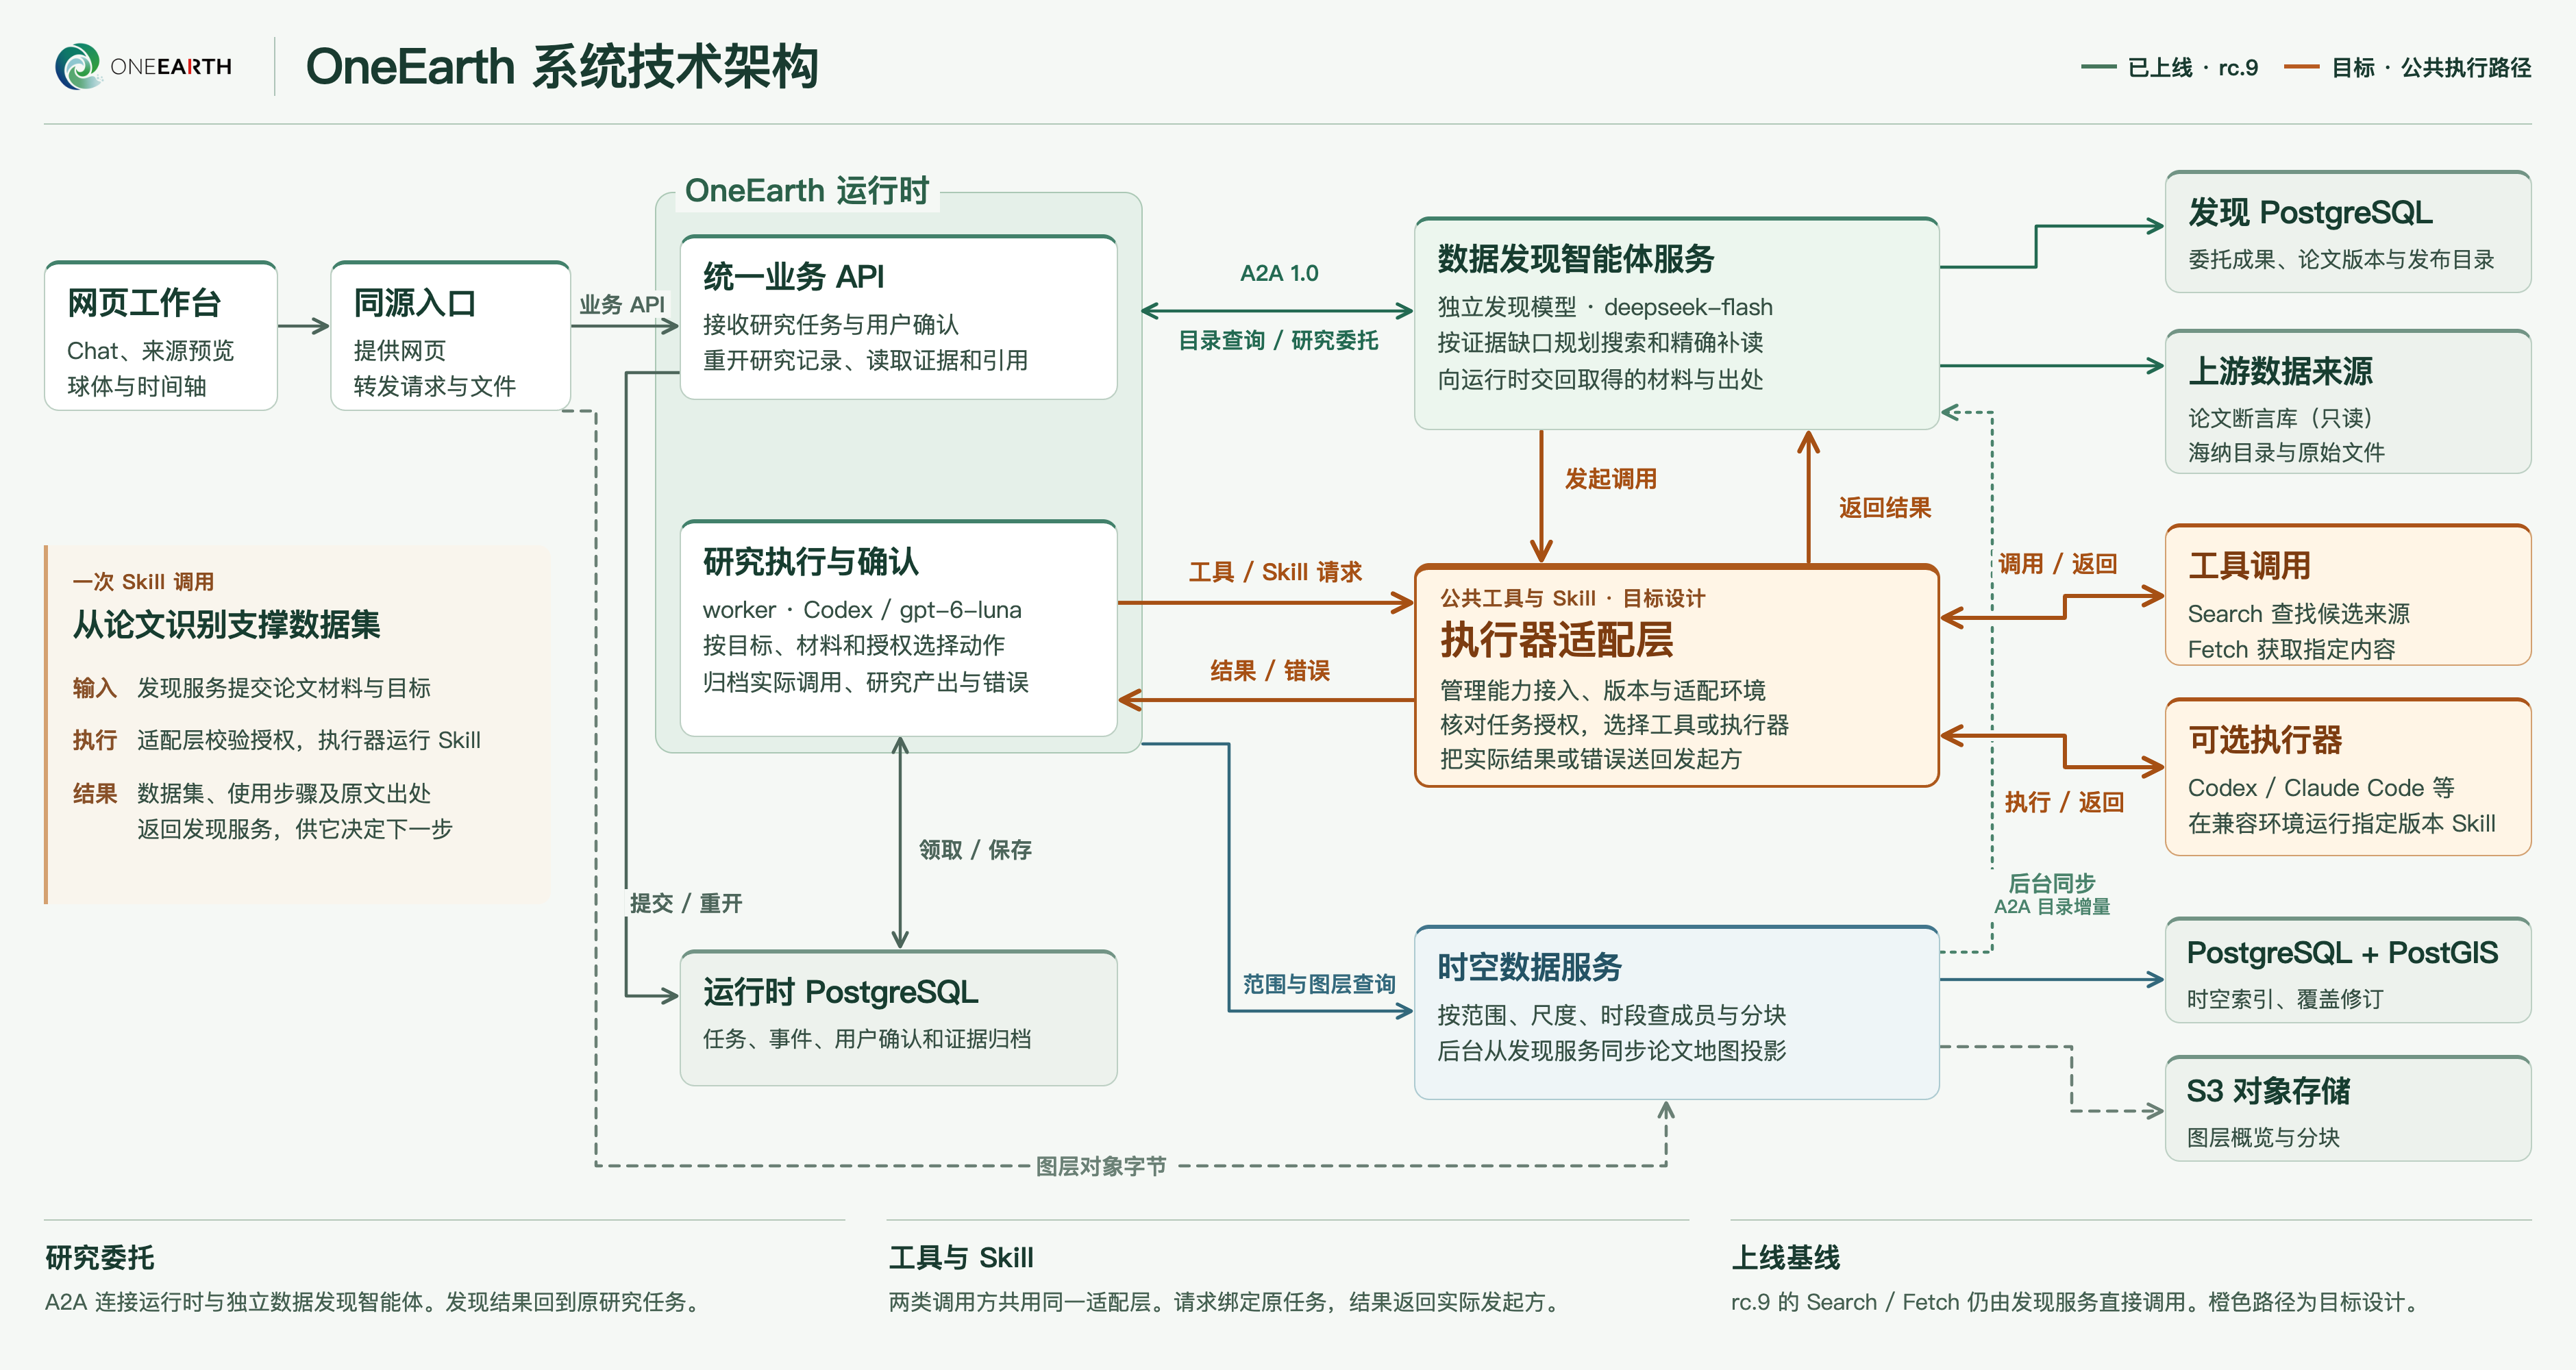 ONEEARTH
OneEarth 系统技术架构
已上线 · rc.9
目标 · 公共执行路径
网页工作台
Chat、来源预览
球体与时间轴
同源入口
提供网页
转发请求与文件
业务 API
OneEarth 运行时
统一业务 API
接收研究任务与用户确认
重开研究记录、读取证据和引用
研究执行与确认
worker · Codex / gpt-6-luna
按目标、材料和授权选择动作
归档实际调用、研究产出与错误
A2A 1.0
目录查询 / 研究委托
数据发现智能体服务
独立发现模型 · deepseek-flash
按证据缺口规划搜索和精确补读
向运行时交回取得的材料与出处
发现 PostgreSQL
委托成果、论文版本与发布目录
上游数据来源
论文断言库（只读）
海纳目录与原始文件
发起调用
返回结果
工具 / Skill 请求
结果 / 错误
公共工具与 Skill · 目标设计
执行器适配层
管理能力接入、版本与适配环境
核对任务授权，选择工具或执行器
把实际结果或错误送回发起方
调用 / 返回
工具调用
Search 查找候选来源
Fetch 获取指定内容
执行 / 返回
可选执行器
Codex / Claude Code 等
在兼容环境运行指定版本 Skill
一次 Skill 调用
从论文识别支撑数据集
输入 发现服务提交论文材料与目标
执行 适配层校验授权，执行器运行 Skill
结果 数据集、使用步骤及原文出处
返回发现服务，供它决定下一步
领取 / 保存
提交 / 重开
运行时 PostgreSQL
任务、事件、用户确认和证据归档
范围与图层查询
时空数据服务
按范围、尺度、时段查成员与分块
后台从发现服务同步论文地图投影
后台同步
A2A 目录增量
PostgreSQL + PostGIS
时空索引、覆盖修订
S3 对象存储
图层概览与分块
图层对象字节
研究委托
A2A 连接运行时与独立数据发现智能体。发现结果回到原研究任务。
工具与 Skill
两类调用方共用同一适配层。请求绑定原任务，结果返回实际发起方。
上线基线
rc.9 的 Search / Fetch 仍由发现服务直接调用。橙色路径为目标设计。